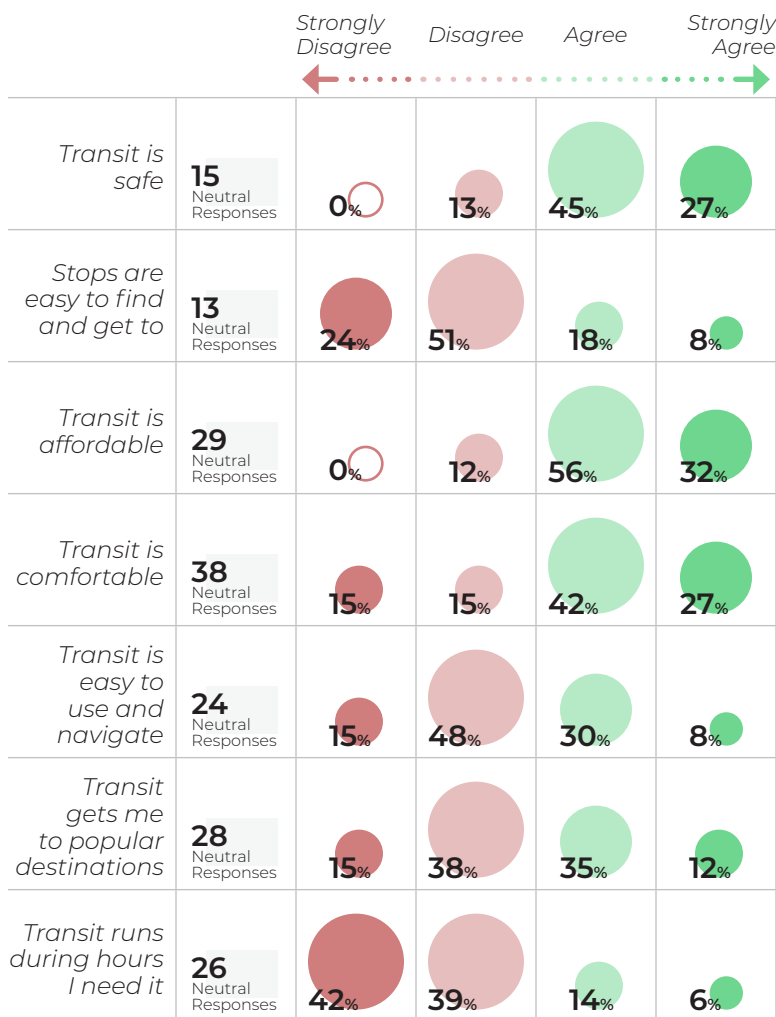 Strongly
Disagree
Disagree
Agree
Strongly
Agree
Transit is
safe
15
Neutral
Responses
0%
13%
45%
27%
Stops are
easy to find
and get to
13
Neutral
Responses
24%
51%
18%
8%
Transit is
affordable
29
Neutral
Responses
0%
12%
56%
32%
Transit is
comfortable
38
Neutral
Responses
15%
15%
42%
27%
Transit is
easy to
use and
navigate
24
Neutral
Responses
15%
48%
30%
8%
Transit
gets me
to popular
destinations
28
Neutral
Responses
15%
38%
35%
12%
Transit runs
during hours
I need it
26
Neutral
Responses
42%
39%
14%
6%